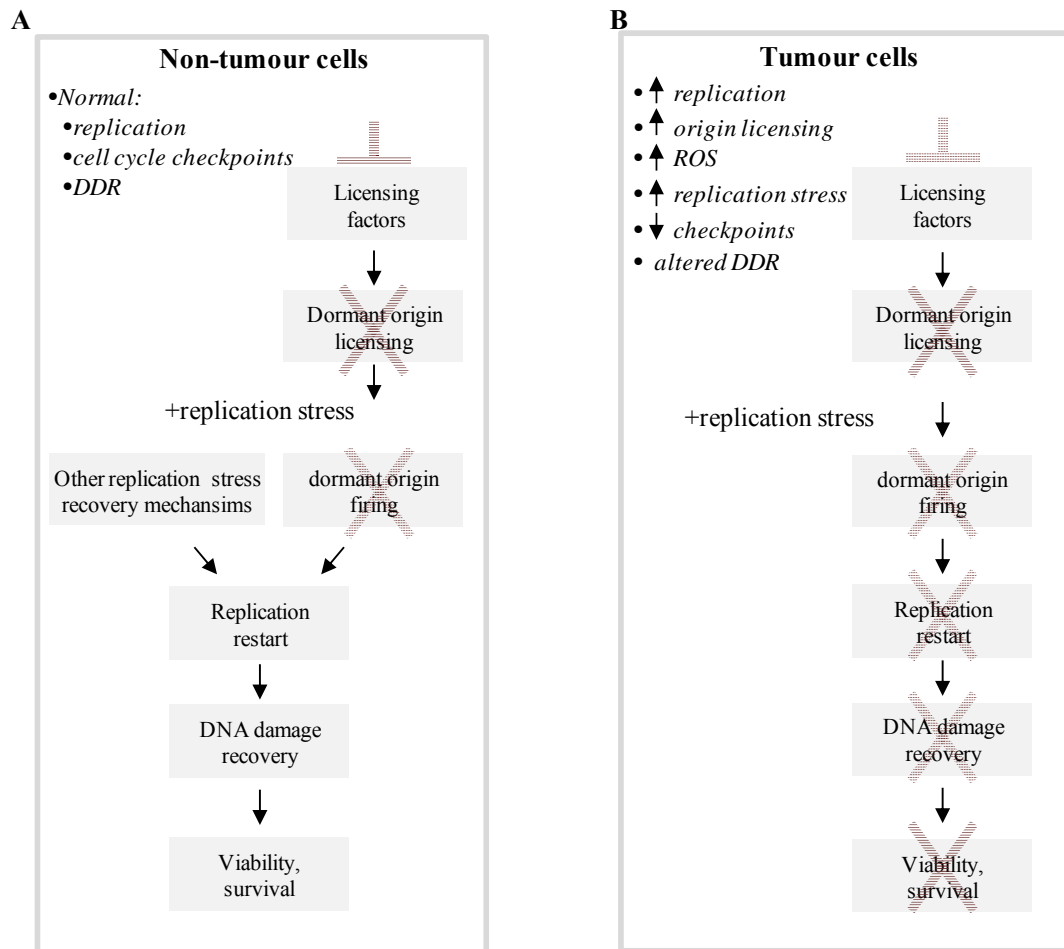 A
Non-tumour cells
•Normal:
•replication
•cell cycle checkpoints
•DDR
Licensing
factors
Dormant origin
licensing
+replication stress
Other replication stress
recovery mechansims
dormant origin
firing
Replication
restart
DNA damage
recovery
Viability,
survival
B
Tumour cells
• ↑ replication
• ↑ origin licensing
• ↑ ROS
• ↑ replication stress
• ↓ checkpoints
• altered DDR
Licensing
factors
Dormant origin
licensing
+replication stress
dormant origin
firing
Replication
restart
DNA damage
recovery
Viability,
survival